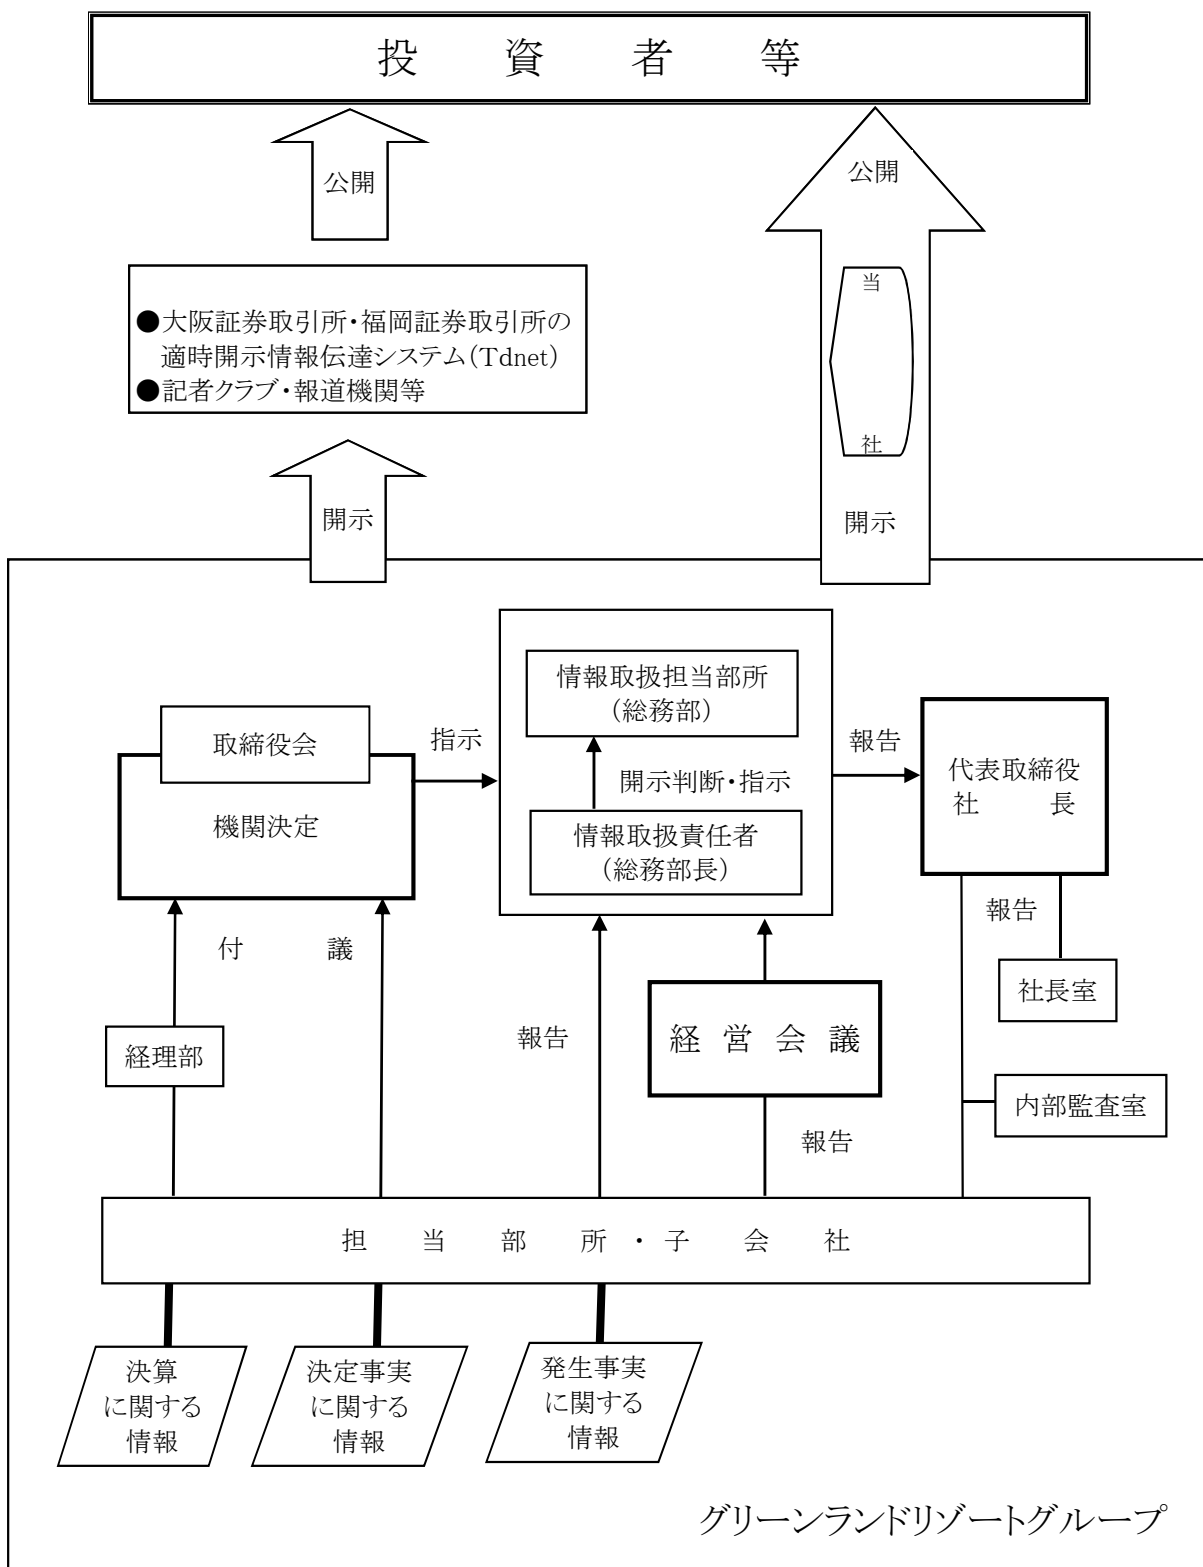 投資者等
公開
公開
●大阪証券取引所・福岡証券取引所の
適時開示情報伝達システム(Tdnet)
●記者クラブ・報道機関等
当
社
開示
開示
情報取扱担当部所
(総務部)
取締役会
指示
報告
開示判断・指示
代表取締役
社長
機関決定
情報取扱責任者
(総務部長)
報告
付議
社長室
経理部
報告
経営会議
内部監査室
報告
担当部所・子会社
決算
に関する
情報
決定事実
に関する
情報
発生事実
に関する
情報
グリーンランドリゾートグループ